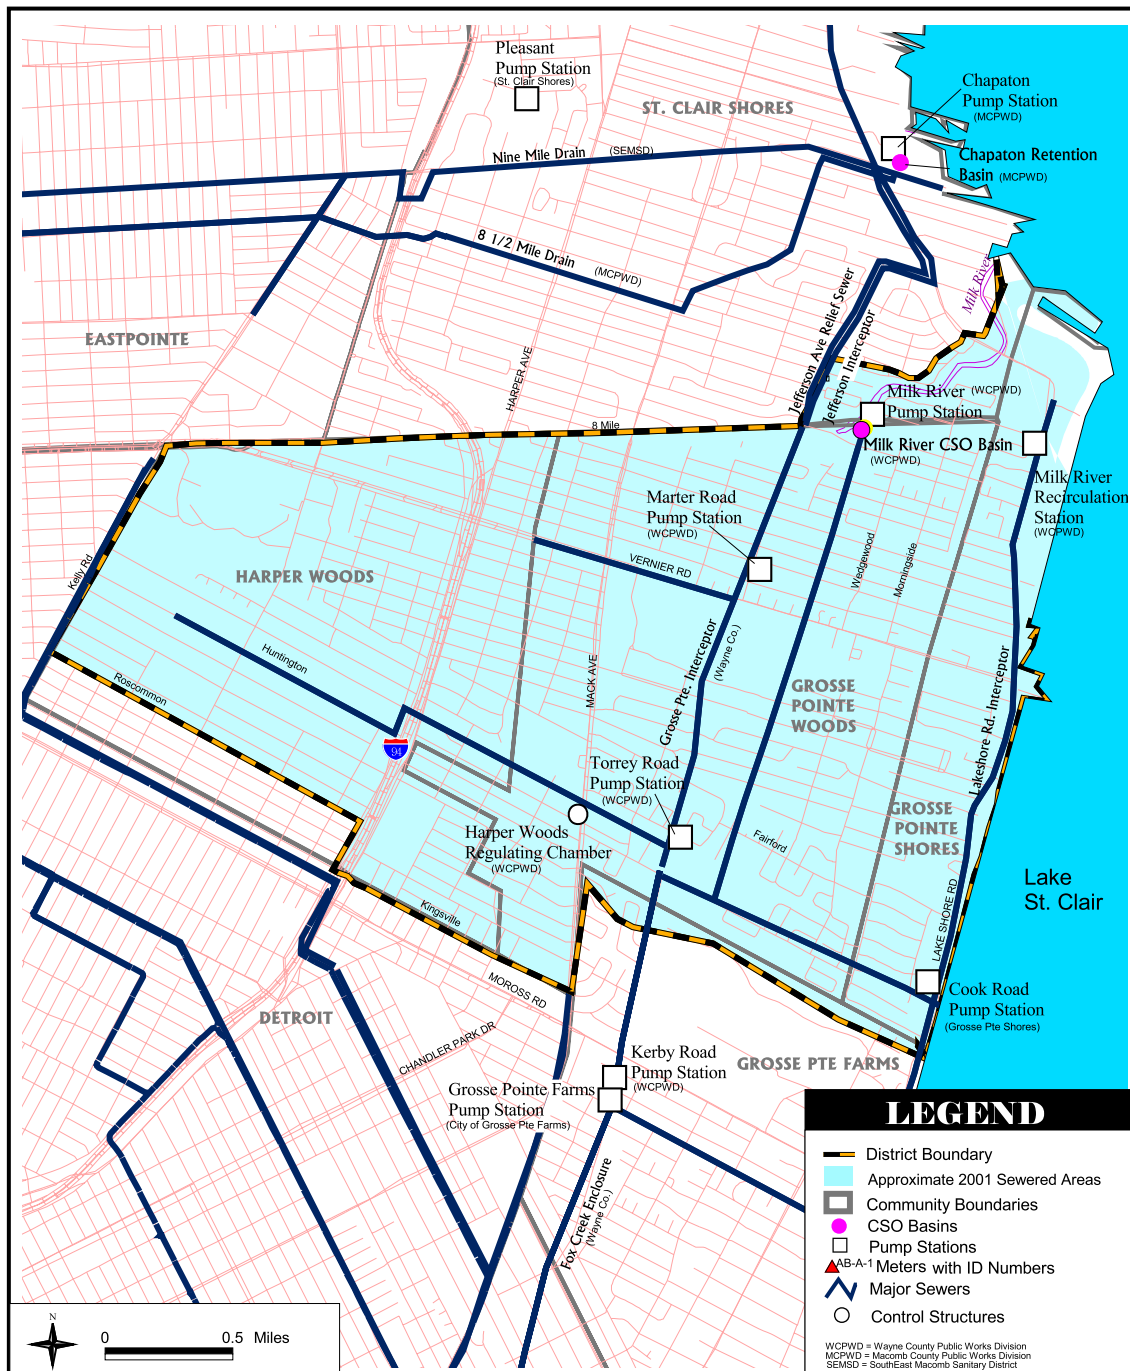 Pleasant
Pump Station
(St. Clair Shores)
ST. CLAIR SHORES
Chapaton
Pump Station
(MCPWD)
Nine Mile Drain (SEMSD)
Chapaton Retention
Basin (MCPWD)
8 1/2 Mile Drain (MCPWD)
Milk River
EASTPOINTE
HARPER AVE
Jefferson Ave Relief Sewer
Jefferson Interceptor
8 Mile
Milk River (WCPWD)
Pump Station
Milk River CSO Basin
(WCPWD)
Milk River
Recirculation
Station
(WCPWD)
Marter Road
Pump Station
(WCPWD)
Kelly Rd
HARPER WOODS
VERNIER RD
Wedgewood
Morningside
Huntington
Roscommon
MACK AVE
Grosse Pte. Interceptor
(Wayne Co.)
GROSSE
POINTE
WOODS
Lakeshore Rd. Interceptor
94
Torrey Road
Pump Station
(WCPWD)
Harper Woods
Regulating Chamber
(WCPWD)
Fairford
GROSSE
POINTE
SHORES
Lake
St. Clair
Kingsville
LAKE SHORE RD
MOROSS RD
DETROIT
CHANDLER PARK DR
Cook Road
Pump Station
(Grosse Pte Shores)
Kerby Road
Pump Station
(WCPWD)
GROSSE PTE FARMS
Grosse Pointe Farms
Pump Station
(City of Grosse Pte Farms)
Fox Creek Enclosure
(Wayne Co.)
LEGEND
District Boundary
Approximate 2001 Sewered Areas
Community Boundaries
CSO Basins
Pump Stations
AB-A-1 Meters with ID Numbers
Major Sewers
Control Structures
WCPWD = Wayne County Public Works Division
MCPWD = Macomb County Public Works Division
SEMSD = SouthEast Macomb Sanitary District
N
0 0.5 Miles